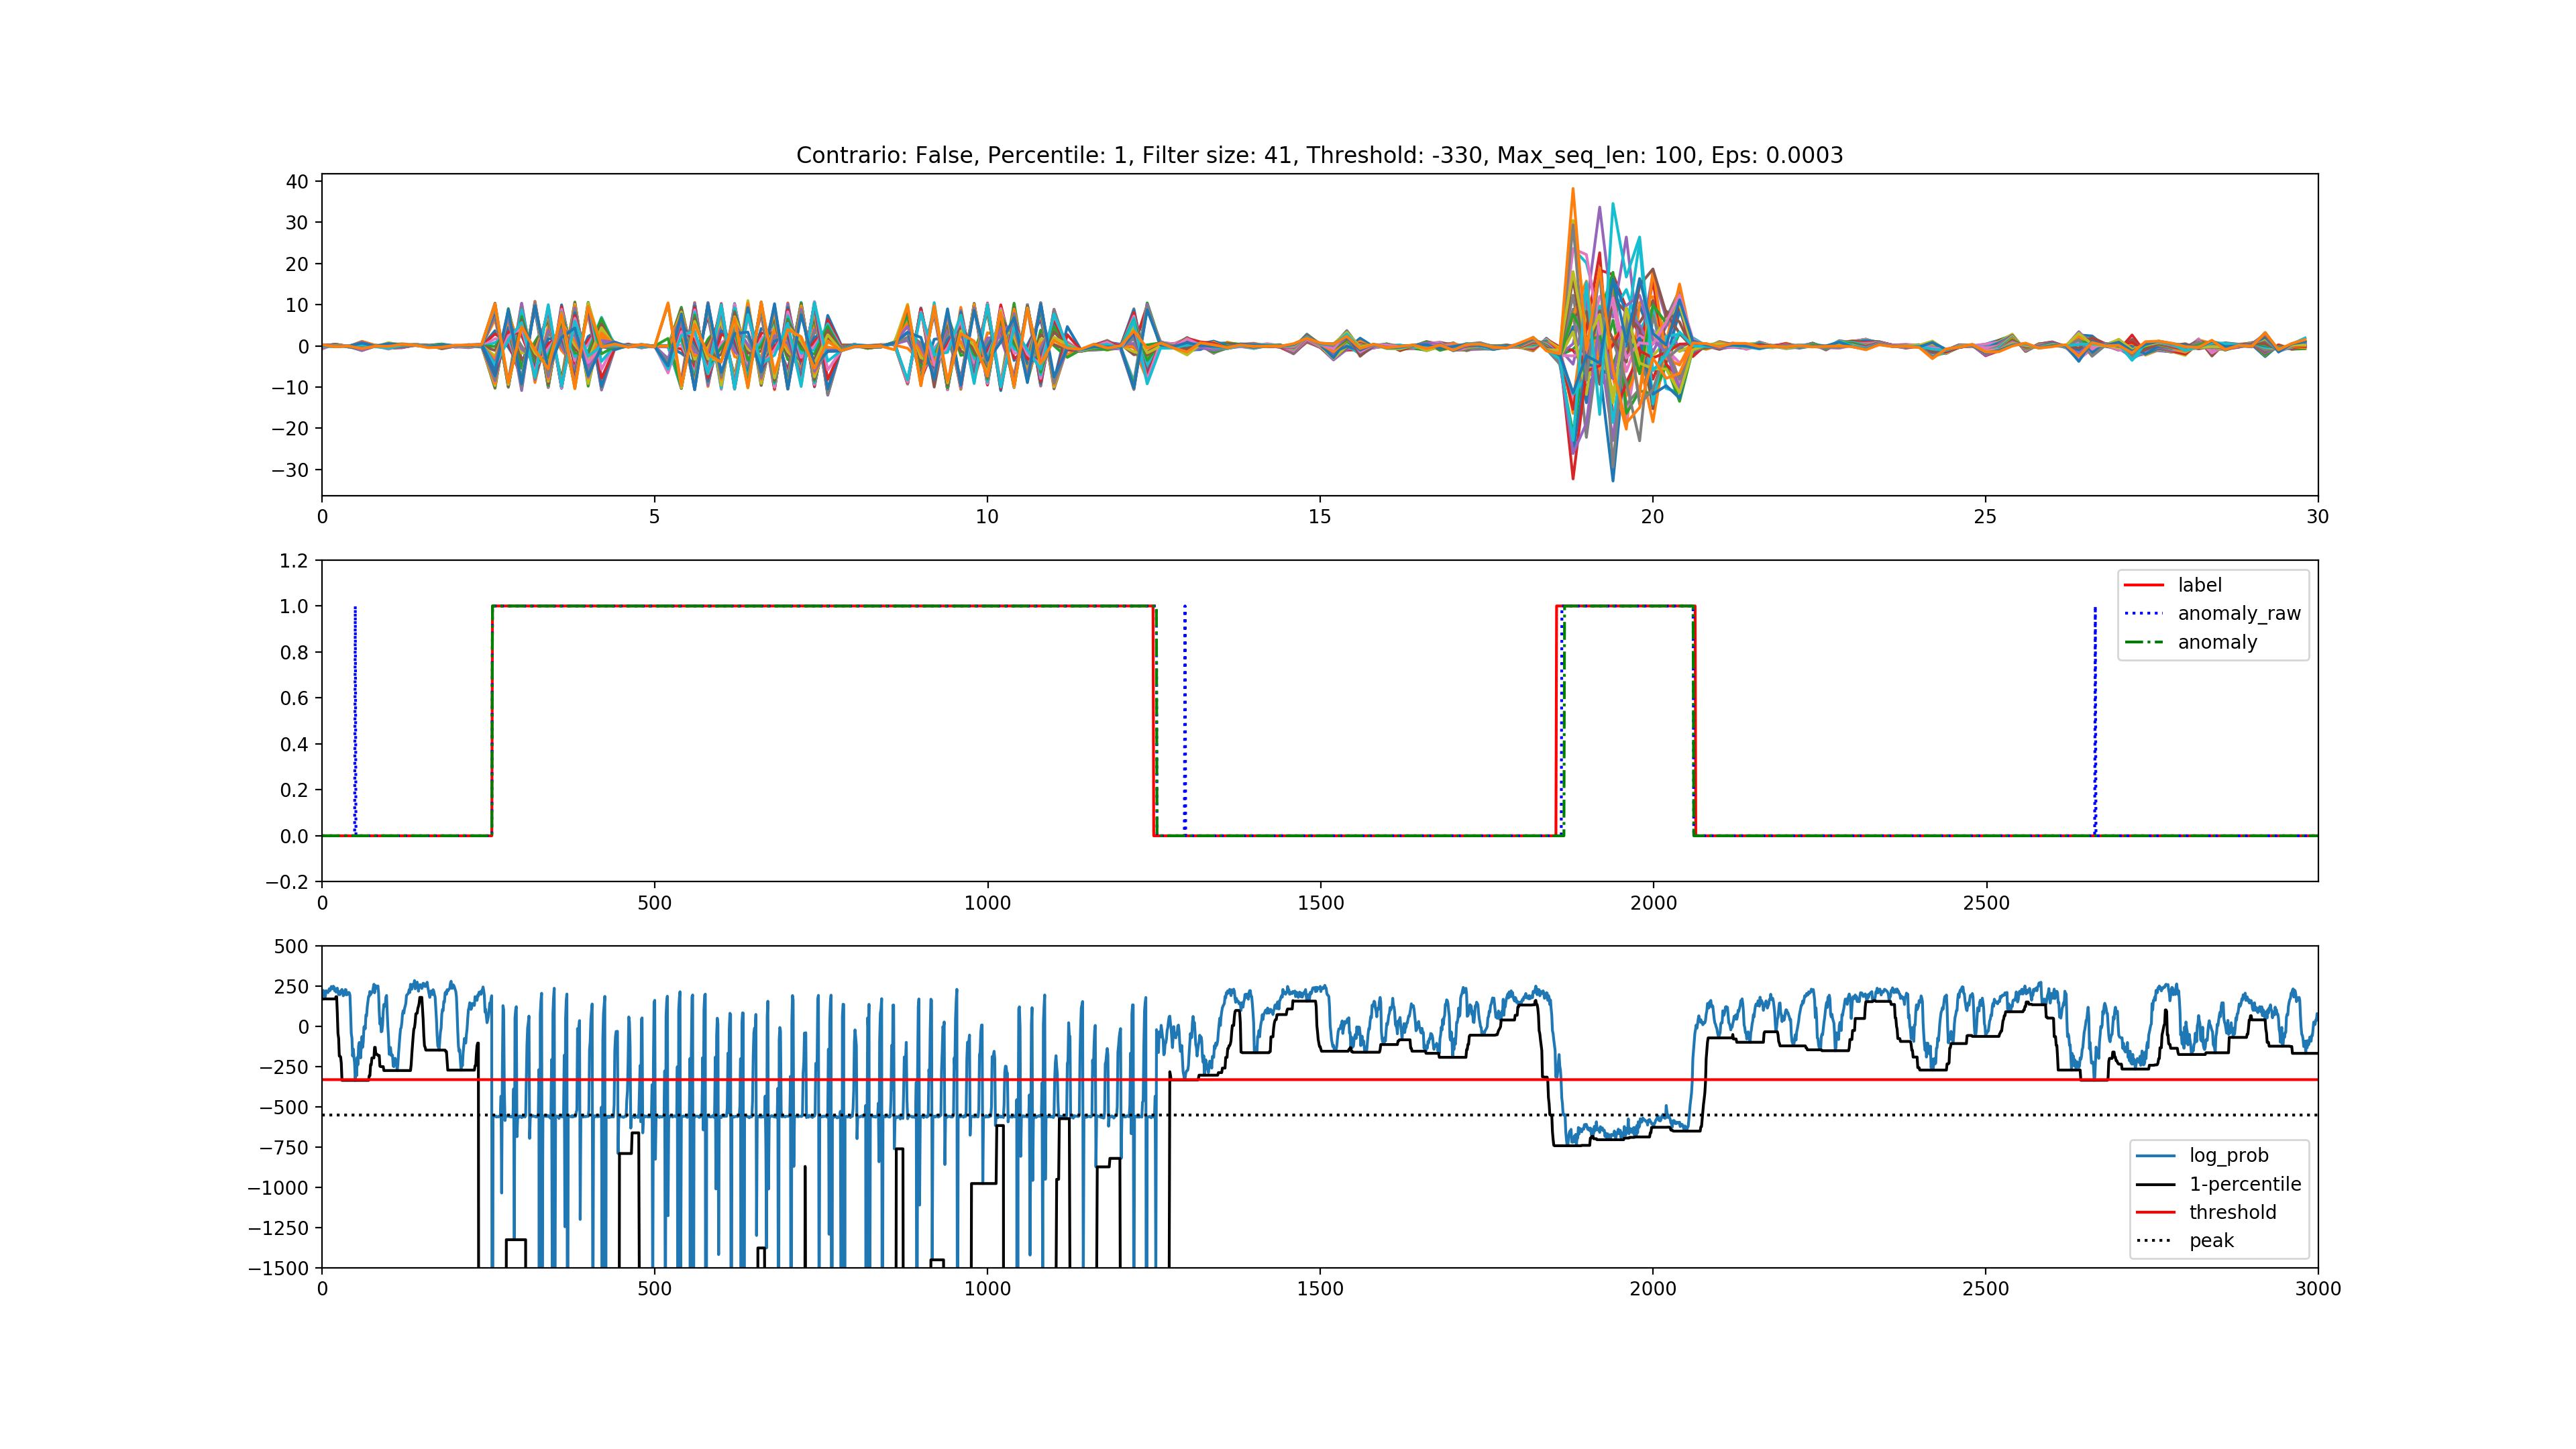 Contrario: False, Percentile: 1, Filter size: 41, Threshold: -330, Max_seq_len: 100, Eps: 0.0003
40
30
20
10
0
−10
−20
−30
0 5 10 15 20 25 30
1.2
1.0
0.8
0.6
0.4
0.2
0.0
−0.2
label
anomaly_raw
anomaly
0 500 1000 1500 2000 2500
500
250
0
−250
−500
−750
−1000
−1250
−1500
log_prob
1-percentile
threshold
peak
0 500 1000 1500 2000 2500 3000